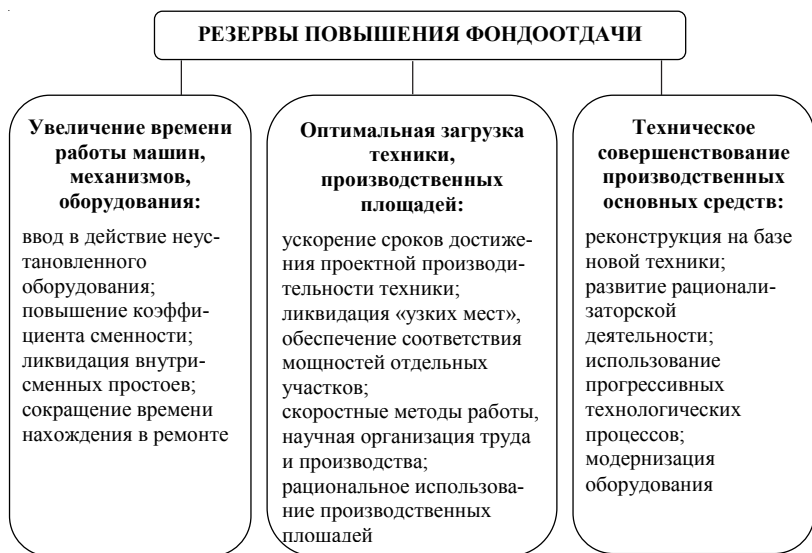 РЕЗЕРВЫ ПОВЫШЕНИЯ ФОНДООТДАЧИ
Увеличение времени
работы машин,
механизмов,
оборудования:
ввод в действие неус-
тановленного
оборудования;
повышение коэффи-
циента сменности;
ликвидация внутри-
сменных простоев;
сокращение времени
нахождения в ремонте
Оптимальная загрузка
техники,
производственных
площадей:
ускорение сроков достиже-
ния проектной производи-
тельности техники;
ликвидация «узких мест»,
обеспечение соответствия
мощностей отдельных
участков;
скоростные методы работы,
научная организация труда
и производства;
рациональное использова-
ние производственных
площадей
Техническое
совершенствование
производственных
основных средств:
реконструкция на базе
новой техники;
развитие рационали-
заторской
деятельности;
использование
прогрессивных
технологических
процессов;
модернизация
оборудования